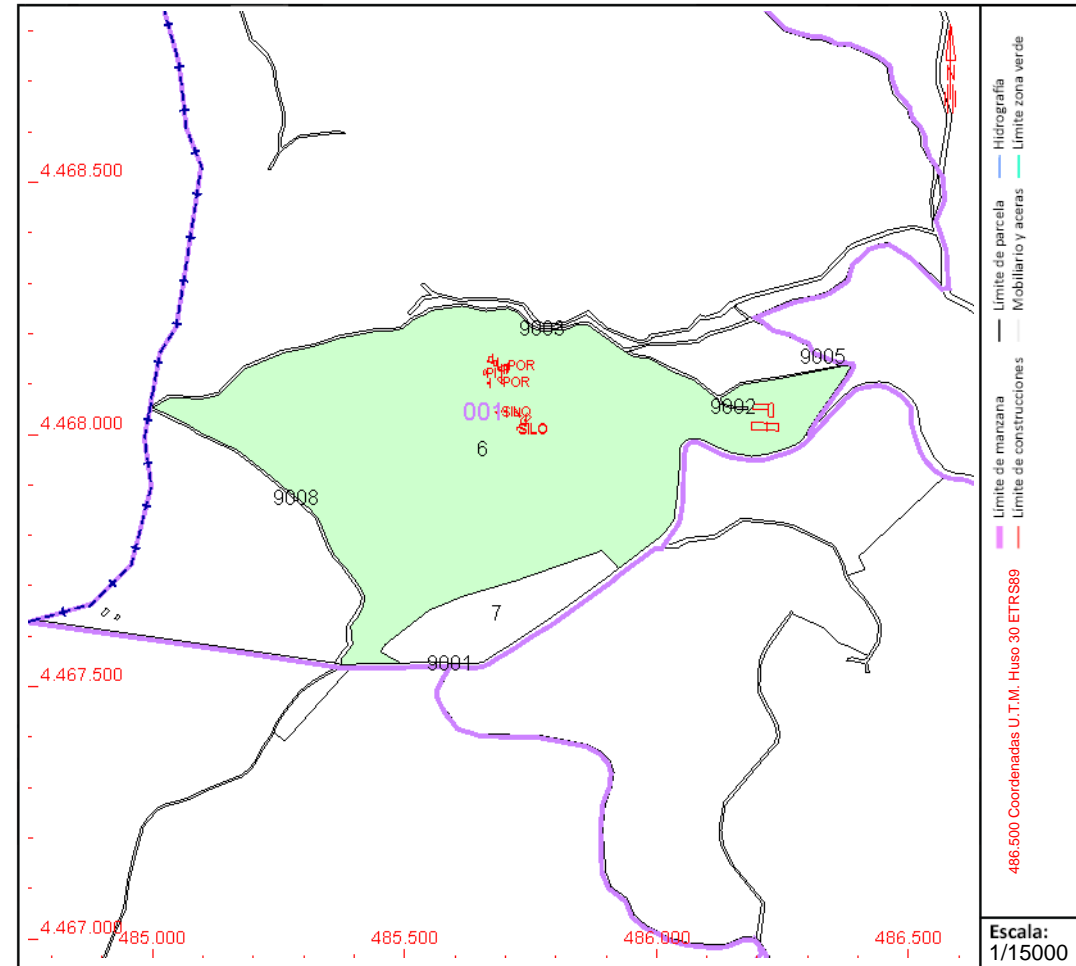 4.468.500
9003
9005
POR
PI
POR
001
SILO
SILO
9002
4.468.000
6
9008
7
9001
4.467.500
4.467.000
485.000
485.500
486.000
486.500
Límite de manzana
Límite de parcela
Hidrografía
Límite de construcciones
Mobiliario y aceras
Límite zona verde
486.500 Coordenadas U.T.M. Huso 30 ETRS89
Escala:
1/15000